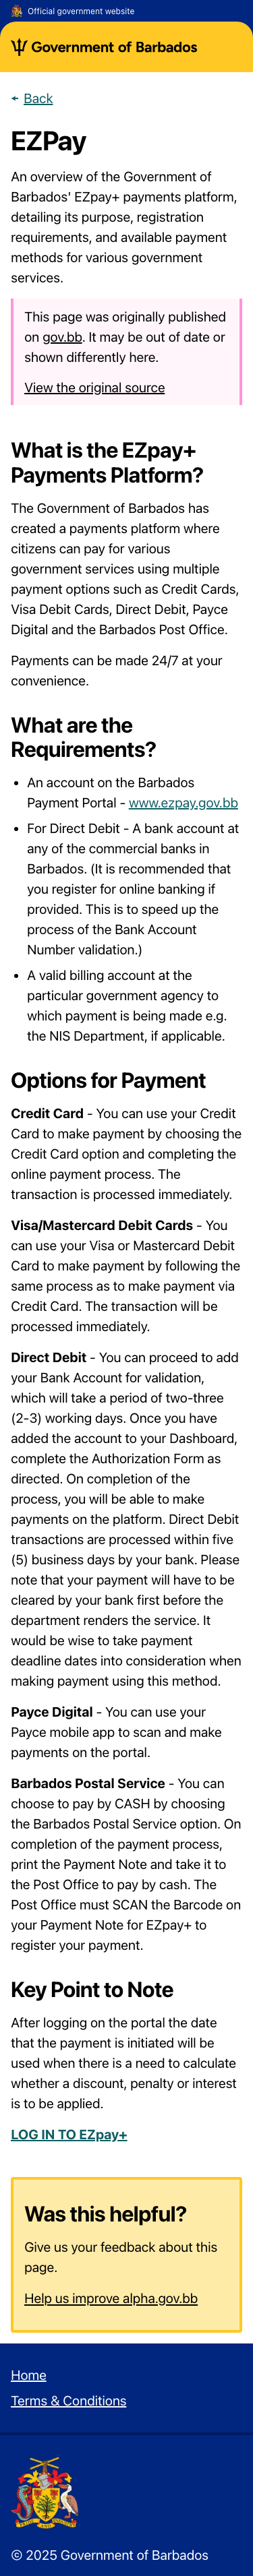 Official government website
Government of Barbados
Back
EZPay
An overview of the Government of
Barbados' EZpay+ payments platform,
detailing its purpose, registration
requirements, and available payment
methods for various government
services.
This page was originally published
on gov.bb. It may be out of date or
shown differently here.
View the original source
What is the EZpay+
Payments Platform?
The Government of Barbados has
created a payments platform where
citizens can pay for various
government services using multiple
payment options such as Credit Cards,
Visa Debit Cards, Direct Debit, Payce
Digital and the Barbados Post Office.
Payments can be made 24/7 at your
convenience.
What are the
Requirements?
• An account on the Barbados
Payment Portal - www.ezpay.gov.bb
• For Direct Debit - A bank account at
any of the commercial banks in
Barbados. (It is recommended that
you register for online banking if
provided. This is to speed up the
process of the Bank Account
Number validation.)
• A valid billing account at the
particular government agency to
which payment is being made e.g.
the NIS Department, if applicable.
Options for Payment
Credit Card - You can use your Credit
Card to make payment by choosing the
Credit Card option and completing the
online payment process. The
transaction is processed immediately.
Visa/Mastercard Debit Cards - You
can use your Visa or Mastercard Debit
Card to make payment by following the
same process as to make payment via
Credit Card. The transaction will be
processed immediately.
Direct Debit - You can proceed to add
your Bank Account for validation,
which will take a period of two-three
(2-3) working days. Once you have
added the account to your Dashboard,
complete the Authorization Form as
directed. On completion of the
process, you will be able to make
payments on the platform. Direct Debit
transactions are processed within five
(5) business days by your bank. Please
note that your payment will have to be
cleared by your bank first before the
department renders the service. It
would be wise to take payment
deadline dates into consideration when
making payment using this method.
Payce Digital - You can use your
Payce mobile app to scan and make
payments on the portal.
Barbados Postal Service - You can
choose to pay by CASH by choosing
the Barbados Postal Service option. On
completion of the payment process,
print the Payment Note and take it to
the Post Office to pay by cash. The
Post Office must SCAN the Barcode on
your Payment Note for EZpay+ to
register your payment.
Key Point to Note
After logging on the portal the date
that the payment is initiated will be
used when there is a need to calculate
whether a discount, penalty or interest
is to be applied.
LOG IN TO EZpay+
Was this helpful?
Give us your feedback about this
page.
Help us improve alpha.gov.bb
Home
Terms & Conditions
© 2025 Government of Barbados